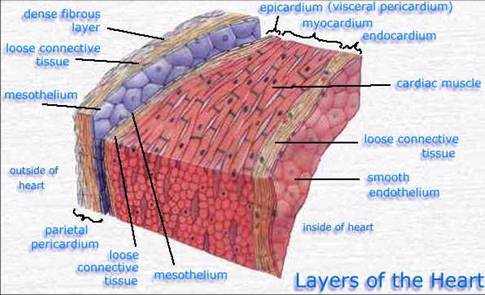 epicardium (visceral pericardium)
myocardium
endocardium
dense fibrous
layer
loose connective
tissue
mesothelium
cardiac muscle
loose connective
tissue
smooth
endothelium
outside of
heart
inside of heart
parietal
pericardium
loose
connective
tissue
mesothelium
Layers of the Heart